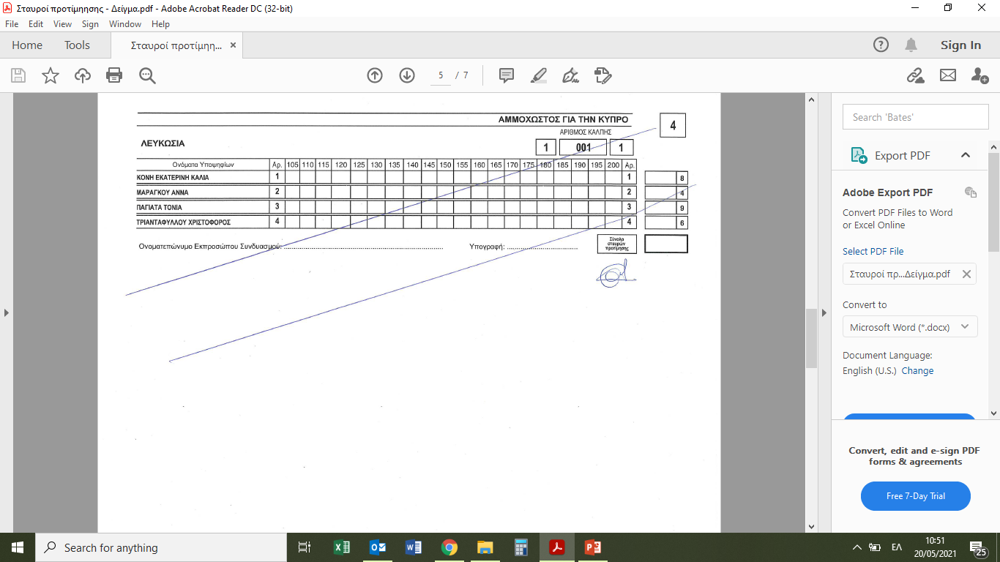 Σταυροί προτίμηησης - Δείγμα.pdf - Adobe Acrobat Reader DC (32-bit)
File Edit View Sign Window Help
Home Tools Σταυροί προτίμη... × Sign In
5 / 7
ΑΜΜΟΧΩΣΤΟΣ ΓΙΑ ΤΗΝ ΚΥΠΡΟ 4
ΑΡΙΘΜΟΣ ΚΑΛΠΗΣ
ΛΕΥΚΩΣΙΑ 1 001 1
Ονόματα Υποψηφίων Αρ. 105 110 115 120 125 130 135 140 145 150 155 160 165 170 175 180 185 190 195 200 Αρ.
ΚΟΝΗ ΕΚΑΤΕΡΙΝΗ ΚΑΛΙΑ 1 1 8
ΜΑΡΑΓΚΟΥ ΑΝΝΑ 2 2 4
ΠΑΓΙΑΤΑ ΤΟΝΙΑ 3 3 9
ΤΡΙΑΝΤΑΦΥΛΛΟΥ ΧΡΙΣΤΟΦΟΡΟΣ 4 4 6
Ονοματεπώνυμο Εκπροσώπου Συνδυασμού: .......... Υπογραφή: ..........
Σύνολα
σταυρών
προτίμησης
Search 'Bates'
Export PDF
Adobe Export PDF
Convert PDF Files to Word
or Excel Online
Select PDF File
Σταυροί πρ...Δείγμα.pdf
Convert to
Microsoft Word (*.docx)
Document Language:
English (U.S.) Change
Convert, edit and e-sign PDF
forms & agreements
Free 7-Day Trial
Search for anything
ΕΛ
10:51
20/05/2021
25